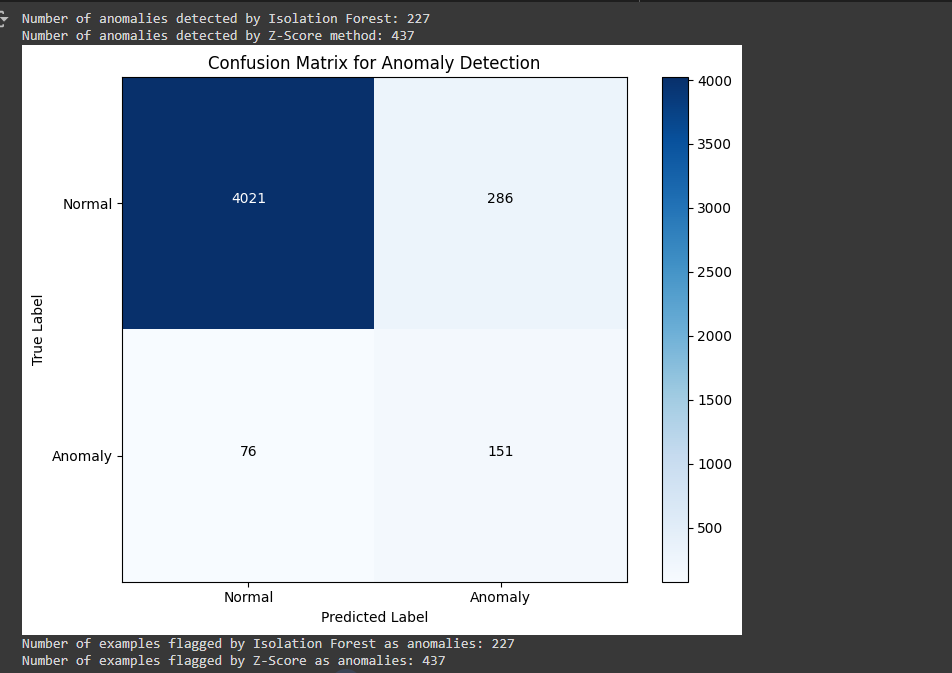 Number of anomalies detected by Isolation Forest: 227
Number of anomalies detected by Z-Score method: 437
Confusion Matrix for Anomaly Detection
4000
3500
3000
2500
2000
1500
1000
500
Normal
4021
286
True Label
Anomaly
76
151
Normal
Anomaly
Predicted Label
Number of examples flagged by Isolation Forest as anomalies: 227
Number of examples flagged by Z-Score as anomalies: 437